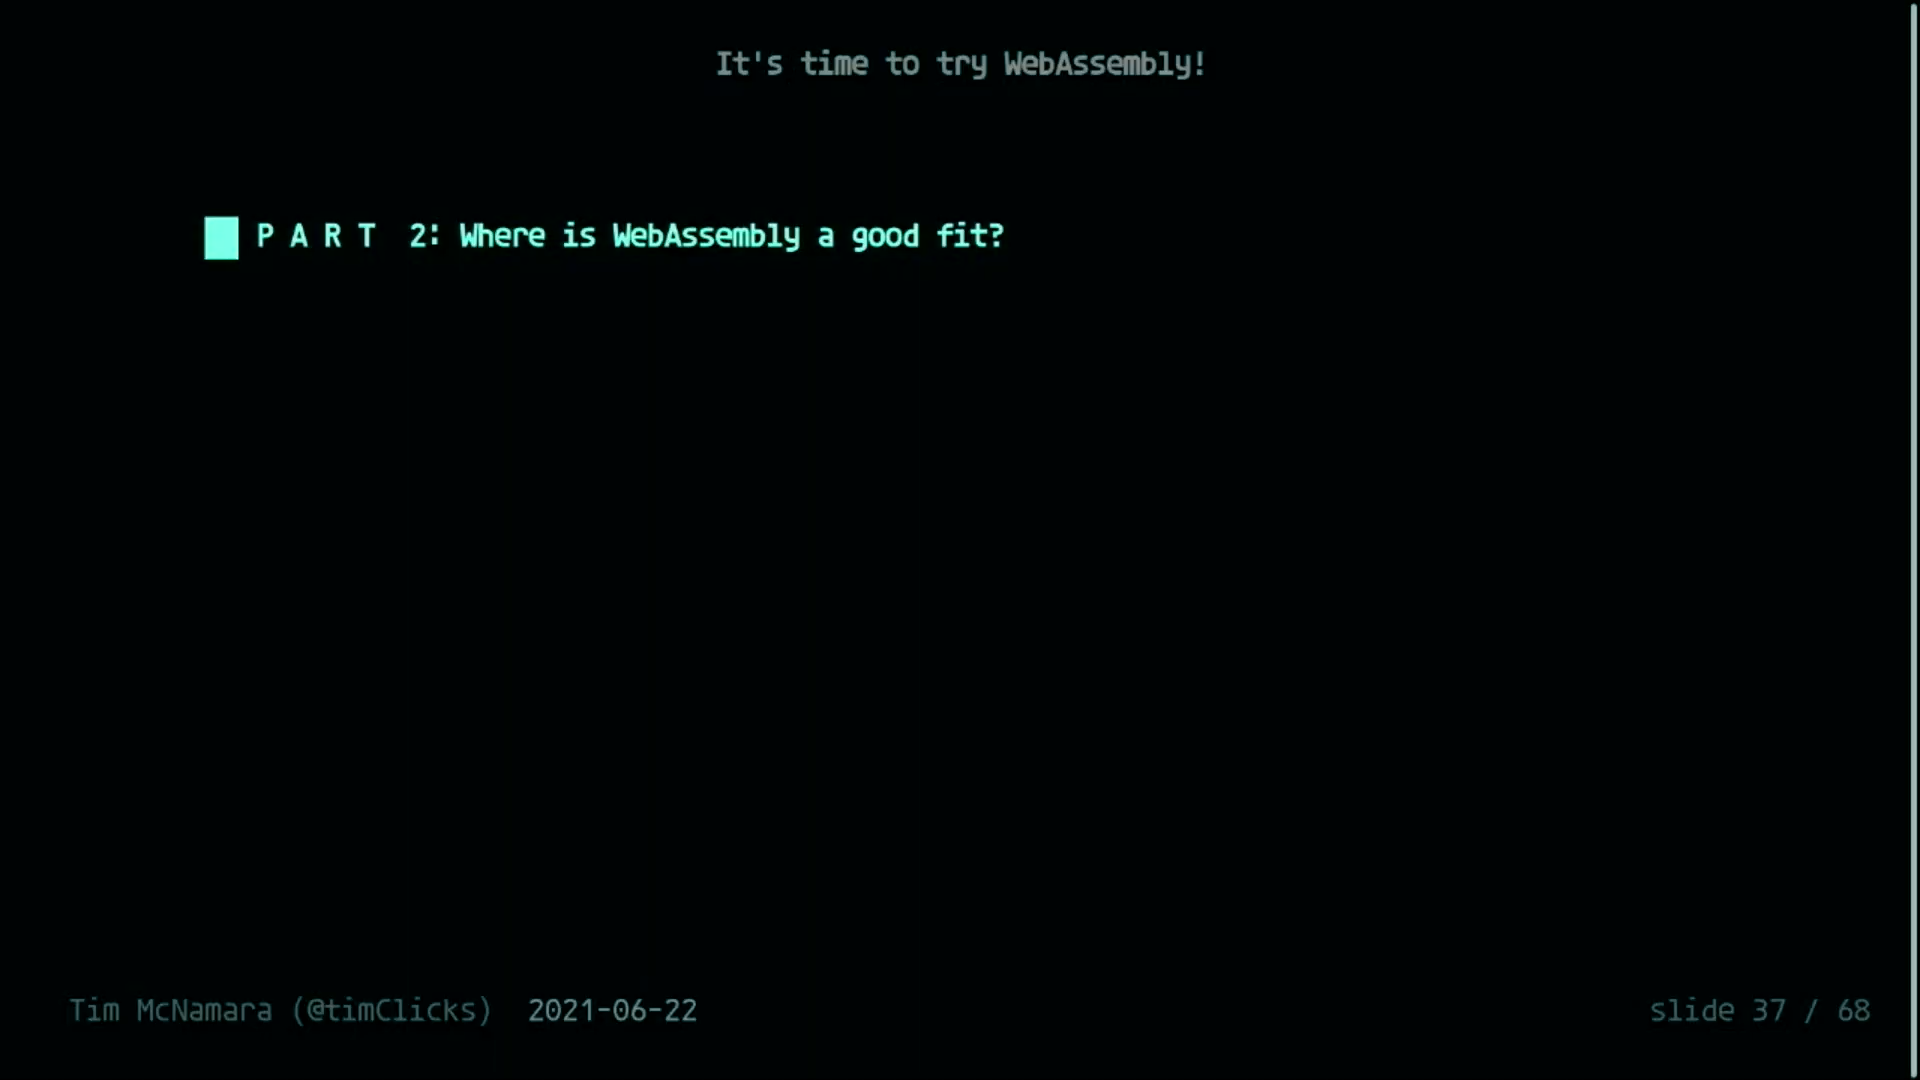 It's time to try WebAssembly!
P A R T  2: Where is WebAssembly a good fit?
Tim McNamara (@timClicks)  2021-06-22
slide 37 / 68